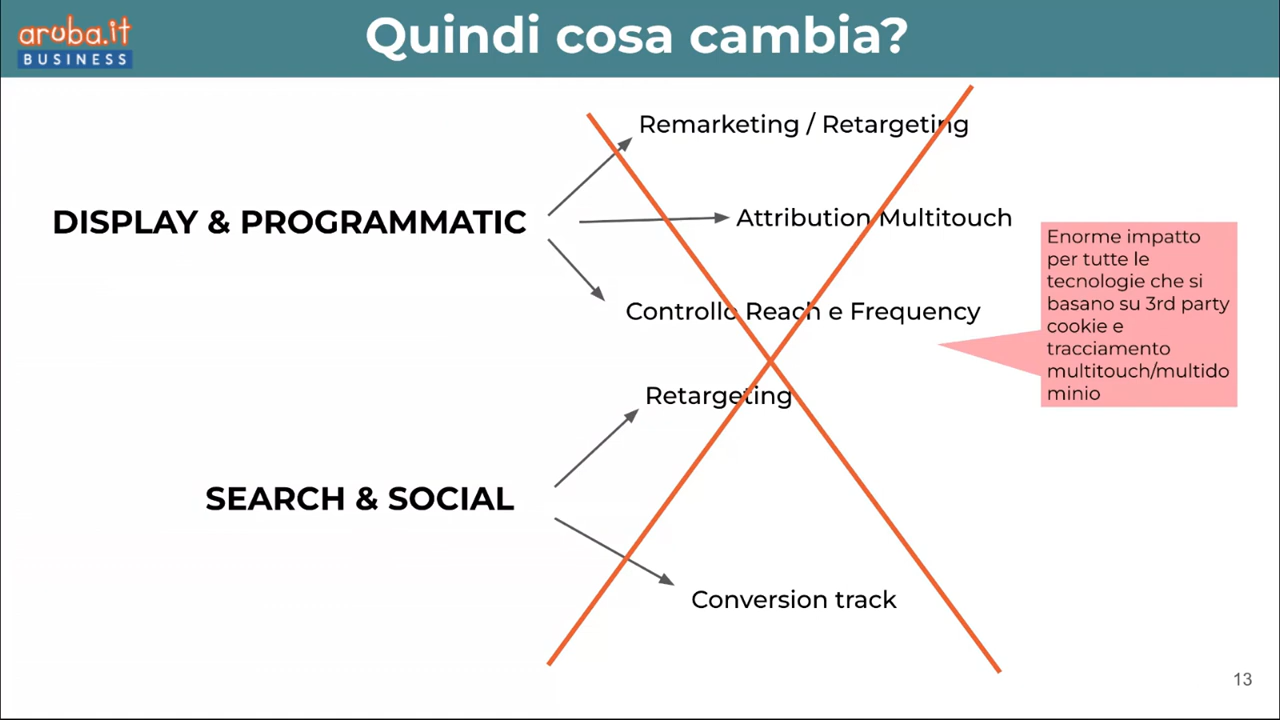 aruba.it
BUSINESS
Quindi cosa cambia?
Remarketing / Retargeting
DISPLAY & PROGRAMMATIC
Attribution Multitouch
Controllo Reach e Frequency
Enorme impatto
per tutte le
tecnologie che si
basano su 3rd party
cookie e
tracciamento
multitouch/multido
minio
Retargeting
SEARCH & SOCIAL
Conversion track
13